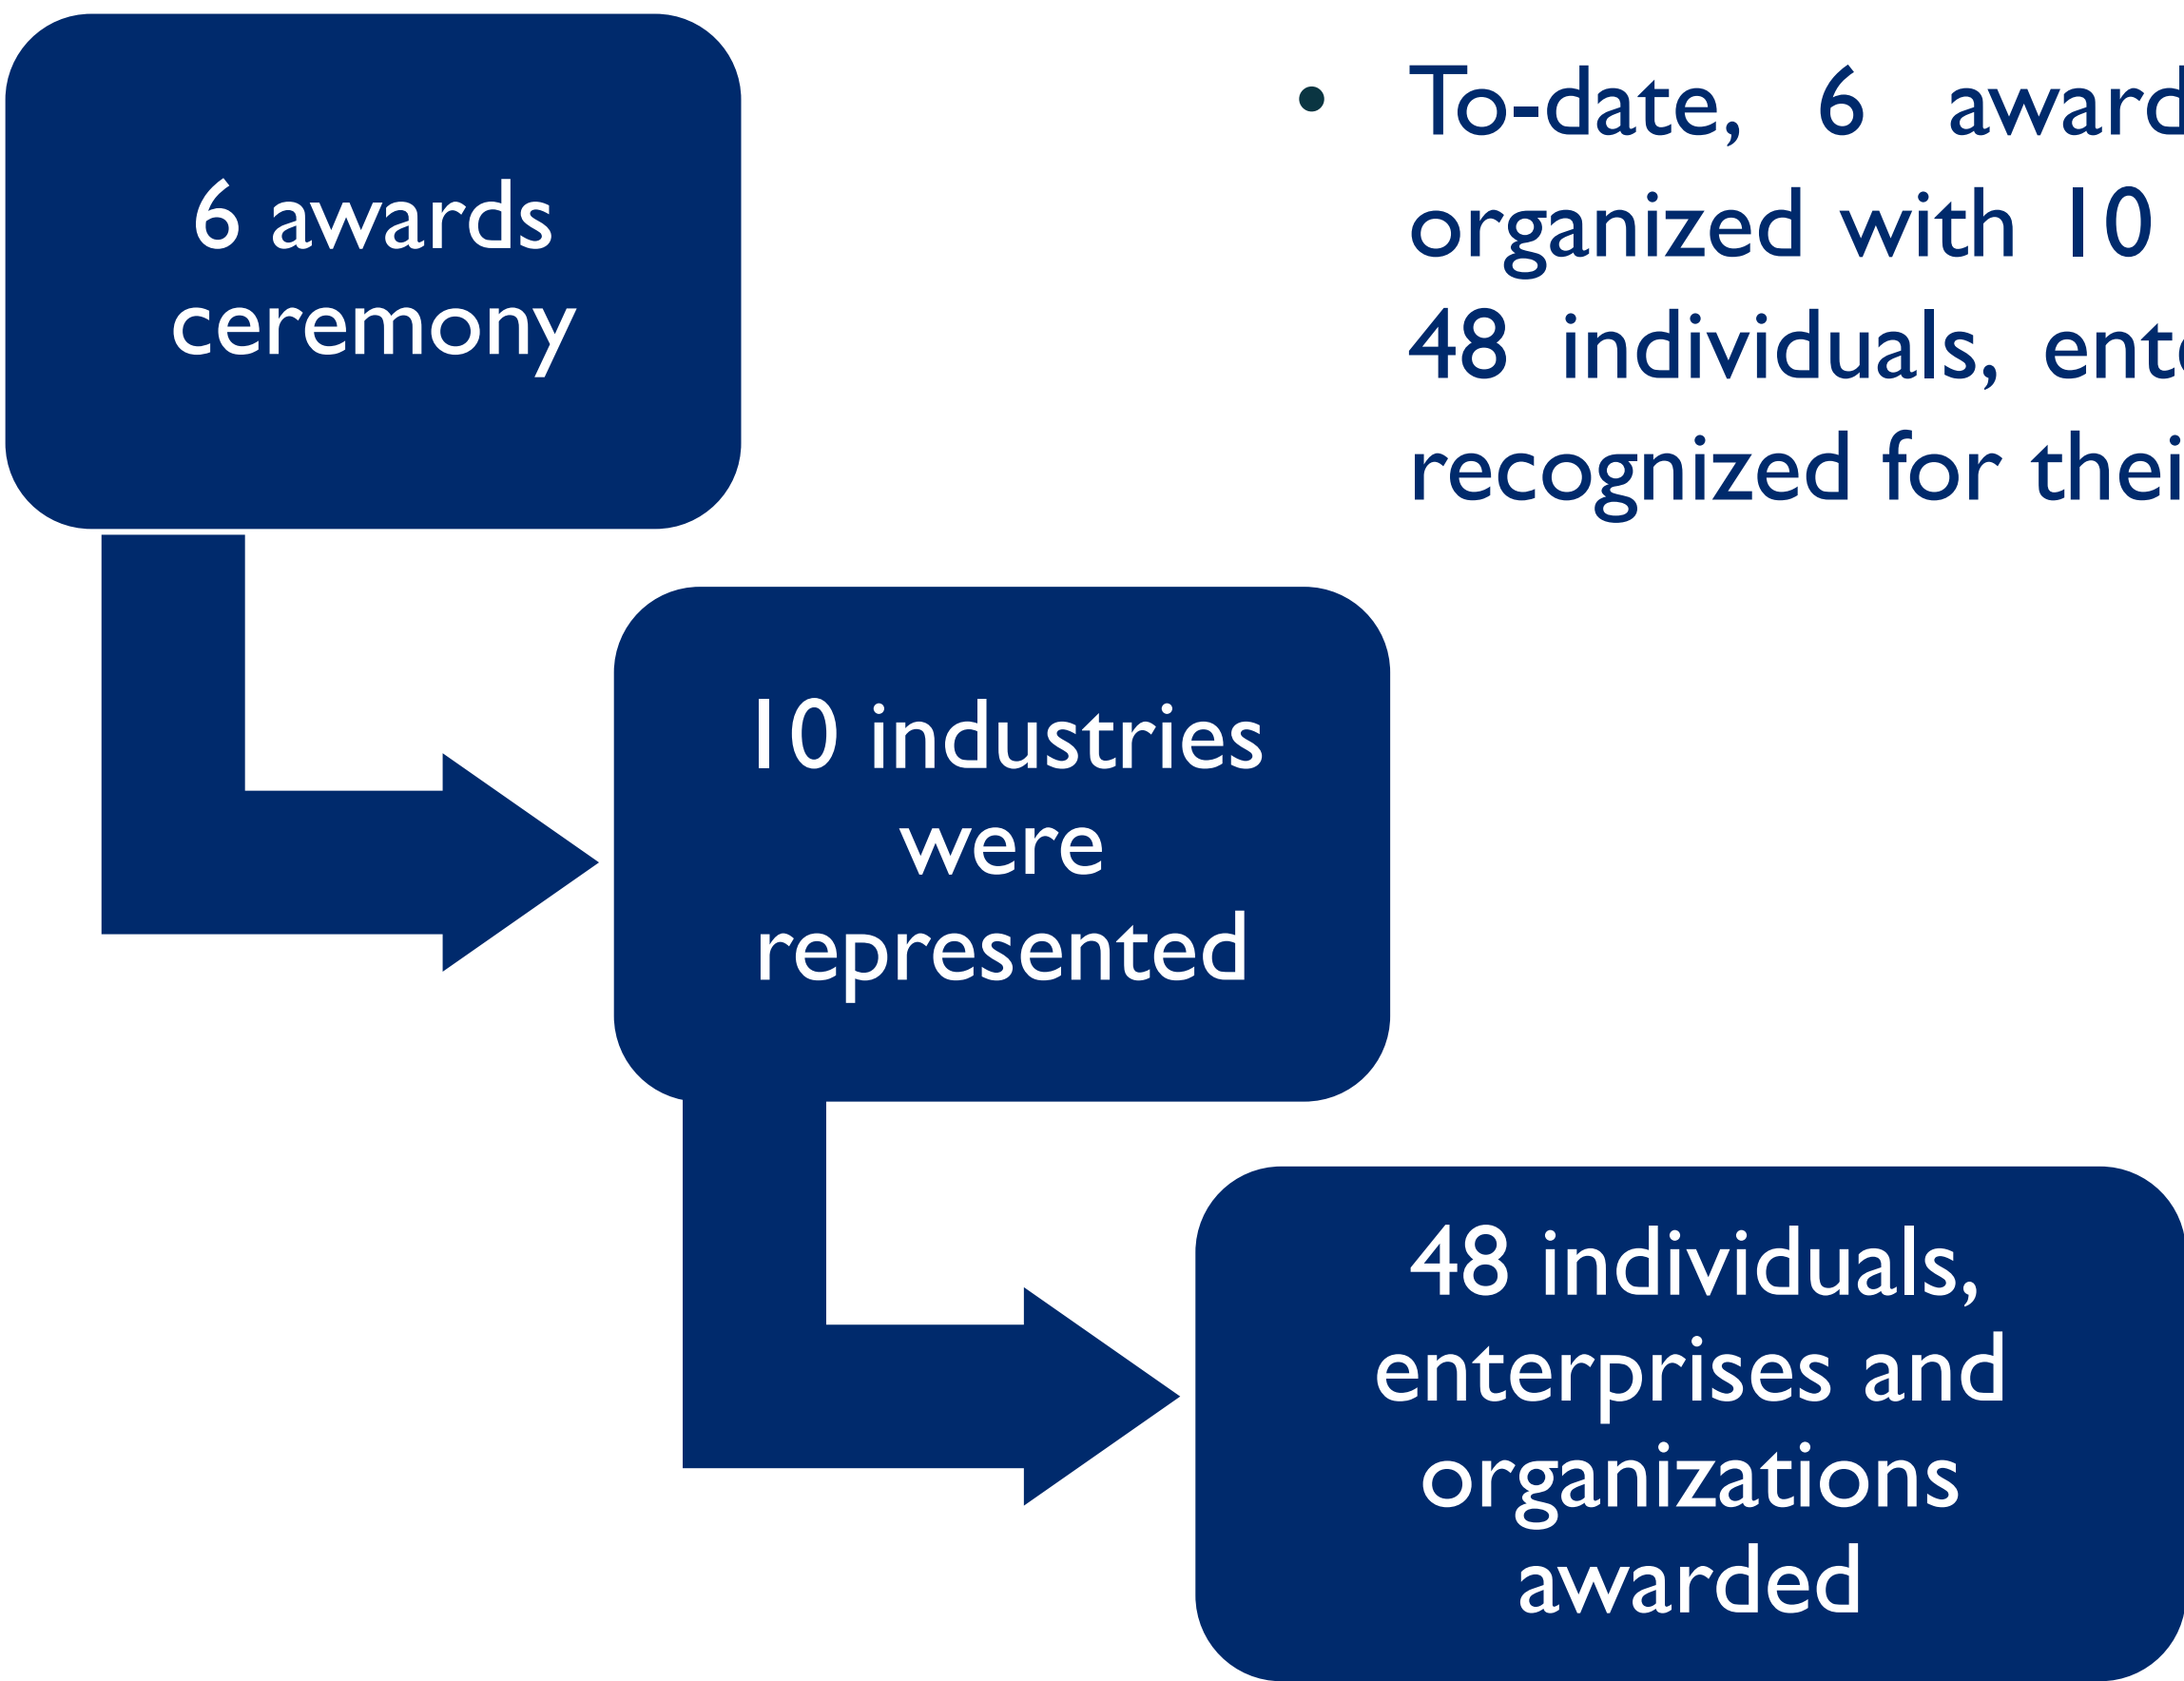 6 awards
ceremony
• To-date, 6
organized with 10
48 individuals,
recognized for
10 industries
were
represented
48 individuals,
enterprises and
organizations
awarded